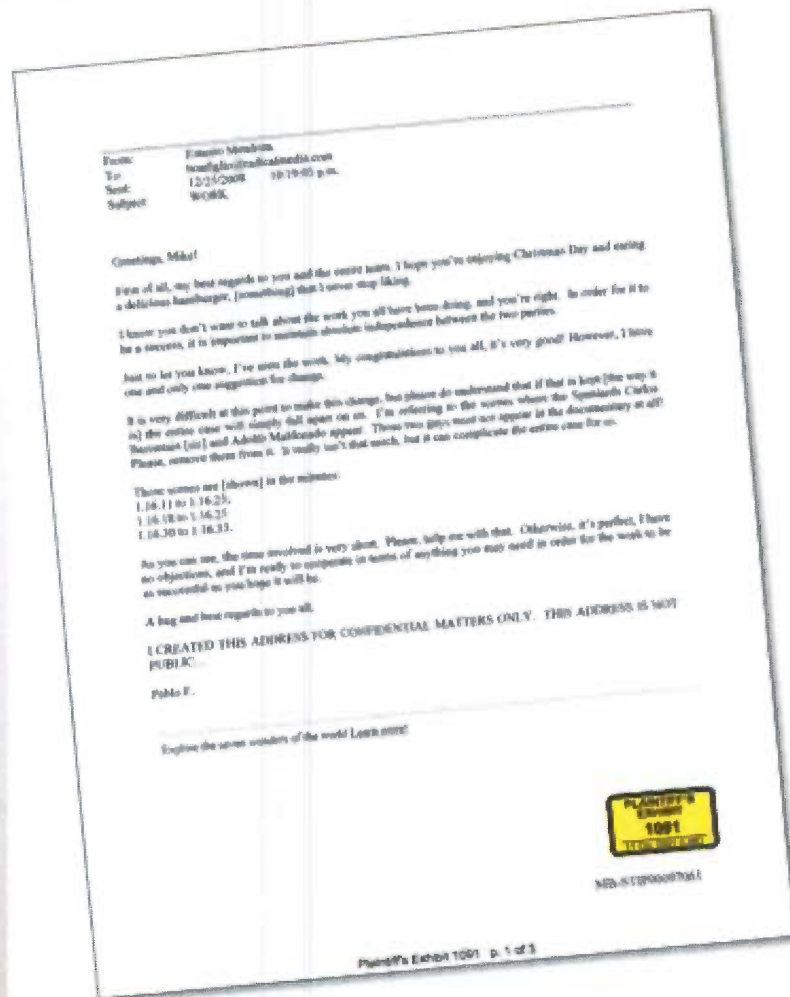 From: Ernesto Mendoza
To: bonfiglio@radicalmedia.com
Sent: 12/25/2008 10:19:05 p.m.
Subject: WORK
Greetings, Mike!
First of all, my best regards to you and the entire team. I hope you're enjoying Christmas Day and eating
a delicious hamburger, [something] that I never stop liking.
I know you don't want to talk about the work you all have been doing, and you're right. In order for it to
be a success, it is important to maintain absolute independence between the two parties.
Just to let you know, I've seen the work. My congratulations to you all, it's very good! However, I have
one and only one suggestion for change.
It is very difficult at this point to make this change, but please do understand that if that is kept [the way it
is] the entire case will simply fall apart on us. I'm referring to the scenes where the Spaniards Carlos
[sic] and Adolfo Maldonado appear. Those two guys must not appear in the documentary at all!
Please, remove them from it. It really isn't that much, but it can complicate the entire case for us.
Those scenes are [shown] in the minutes:
1.16.11 to 1.16.25,
1.16.18 to 1.16.25
1.16.30 to 1.16.33.
As you can see, the time involved is very short. Please, help me with that. Otherwise, it's perfect, I have
no objections, and I'm ready to cooperate in terms of anything you may need in order for the work to be
as successful as you hope it will be.
A hug and best regards to you all.
I CREATED THIS ADDRESS FOR CONFIDENTIAL MATTERS ONLY. THIS ADDRESS IS NOT
PUBLIC...
Pablo F.
Explore the seven wonders of the world Learn more!
PLAINTIFF'S
EXHIBIT
1091
Plaintiff's Exhibit 1091 p. 1 of 3